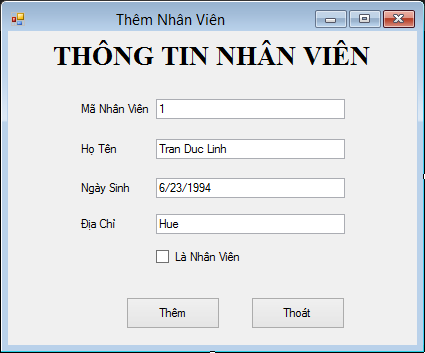 Thêm Nhân Viên
THÔNG TIN NHÂN VIÊN
Mã Nhân Viên 1
Họ Tên Tran Duc Linh
Ngày Sinh 6/23/1994
Địa Chỉ Hue
Là Nhân Viên
Thêm Thoát